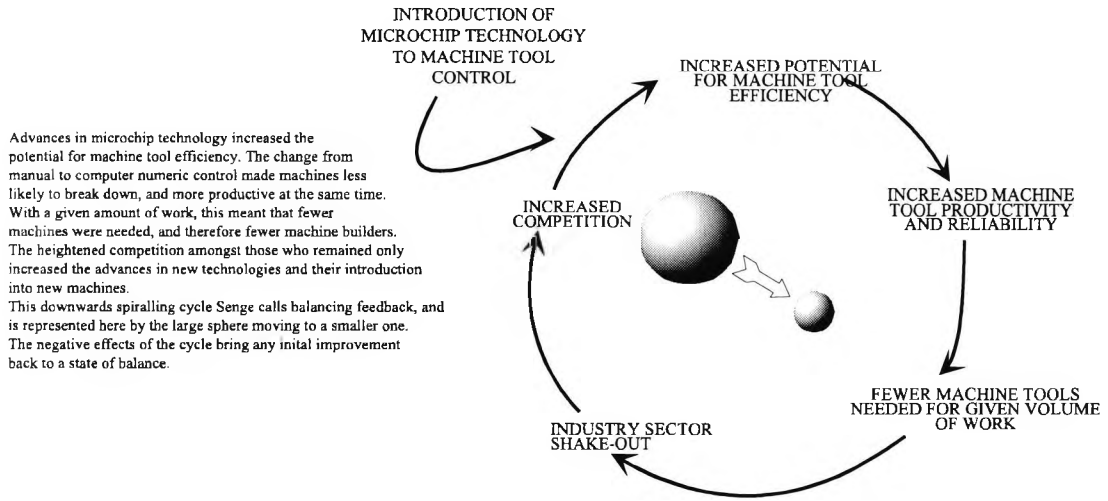 INTRODUCTION OF
MICROCHIP TECHNOLOGY
TO MACHINE TOOL
CONTROL
INCREASED POTENTIAL
FOR MACHINE TOOL
EFFICIENCY
Advances in microchip technology increased the
potential for machine tool efficiency. The change from
manual to computer numeric control made machines less
likely to break down, and more productive at the same time.
With a given amount of work, this meant that fewer
machines were needed, and therefore fewer machine builders.
The heightened competition amongst those who remained only
increased the advances in new technologies and their introduction
into new machines.
This downwards spiralling cycle Senge calls balancing feedback, and
is represented here by the large sphere moving to a smaller one.
The negative effects of the cycle bring any inital improvement
back to a state of balance.
INCREASED
COMPETITION
INCREASED MACHINE
TOOL PRODUCTIVITY
AND RELIABILITY
FEWER MACHINE TOOLS
NEEDED FOR GIVEN VOLUME
OF WORK
INDUSTRY SECTOR
SHAKE-OUT